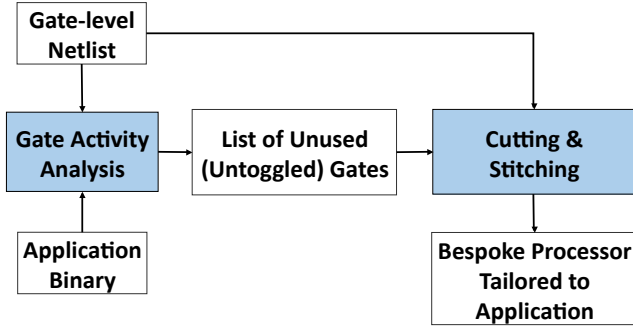 Gate-level
Netlist
Gate Activity
Analysis
List of Unused
(Untoggled) Gates
Cutting &
Stitching
Application
Binary
Bespoke Processor
Tailored to
Application